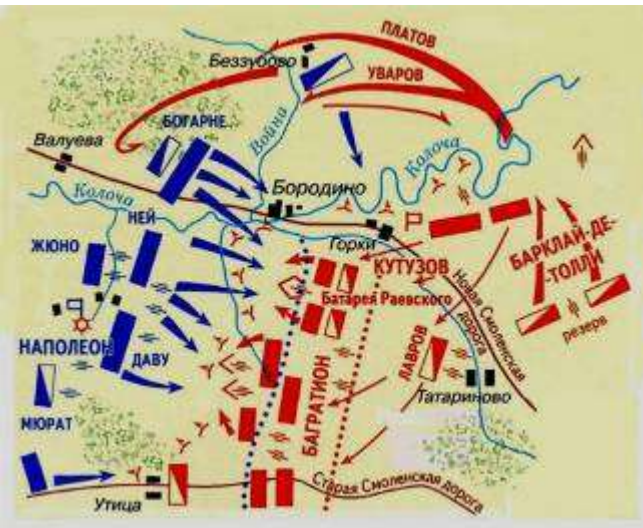 ПЛАТОВ
Беззубово
УВАРОВ
БОГАРНЕ
Война
Валуева
Колоча
Колоча
Бородино
НЕЙ
Горки
ЖЮНО
КУТУЗОВ
БАРКЛАЙ-ДЕ-
-ТОЛЛИ
Батарея Раевского
Новая Смоленская
дорога
резерв
НАПОЛЕОН
ДАВУ
ЛАВРОВ
БАГРАТИОН
Татариново
МЮРАТ
Утица
Старая Смоленская дорога